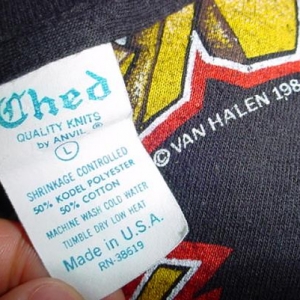 Ched
QUALITY KNITS
by ANVIL®
L
SHRINKAGE CONTROLLED
50% KODEL POLYESTER
50% COTTON
MACHINE WASH COLD WATER
TUMBLE DRY LOW HEAT
Made in U.S.A.
RN-38619
© VAN HALEN 198